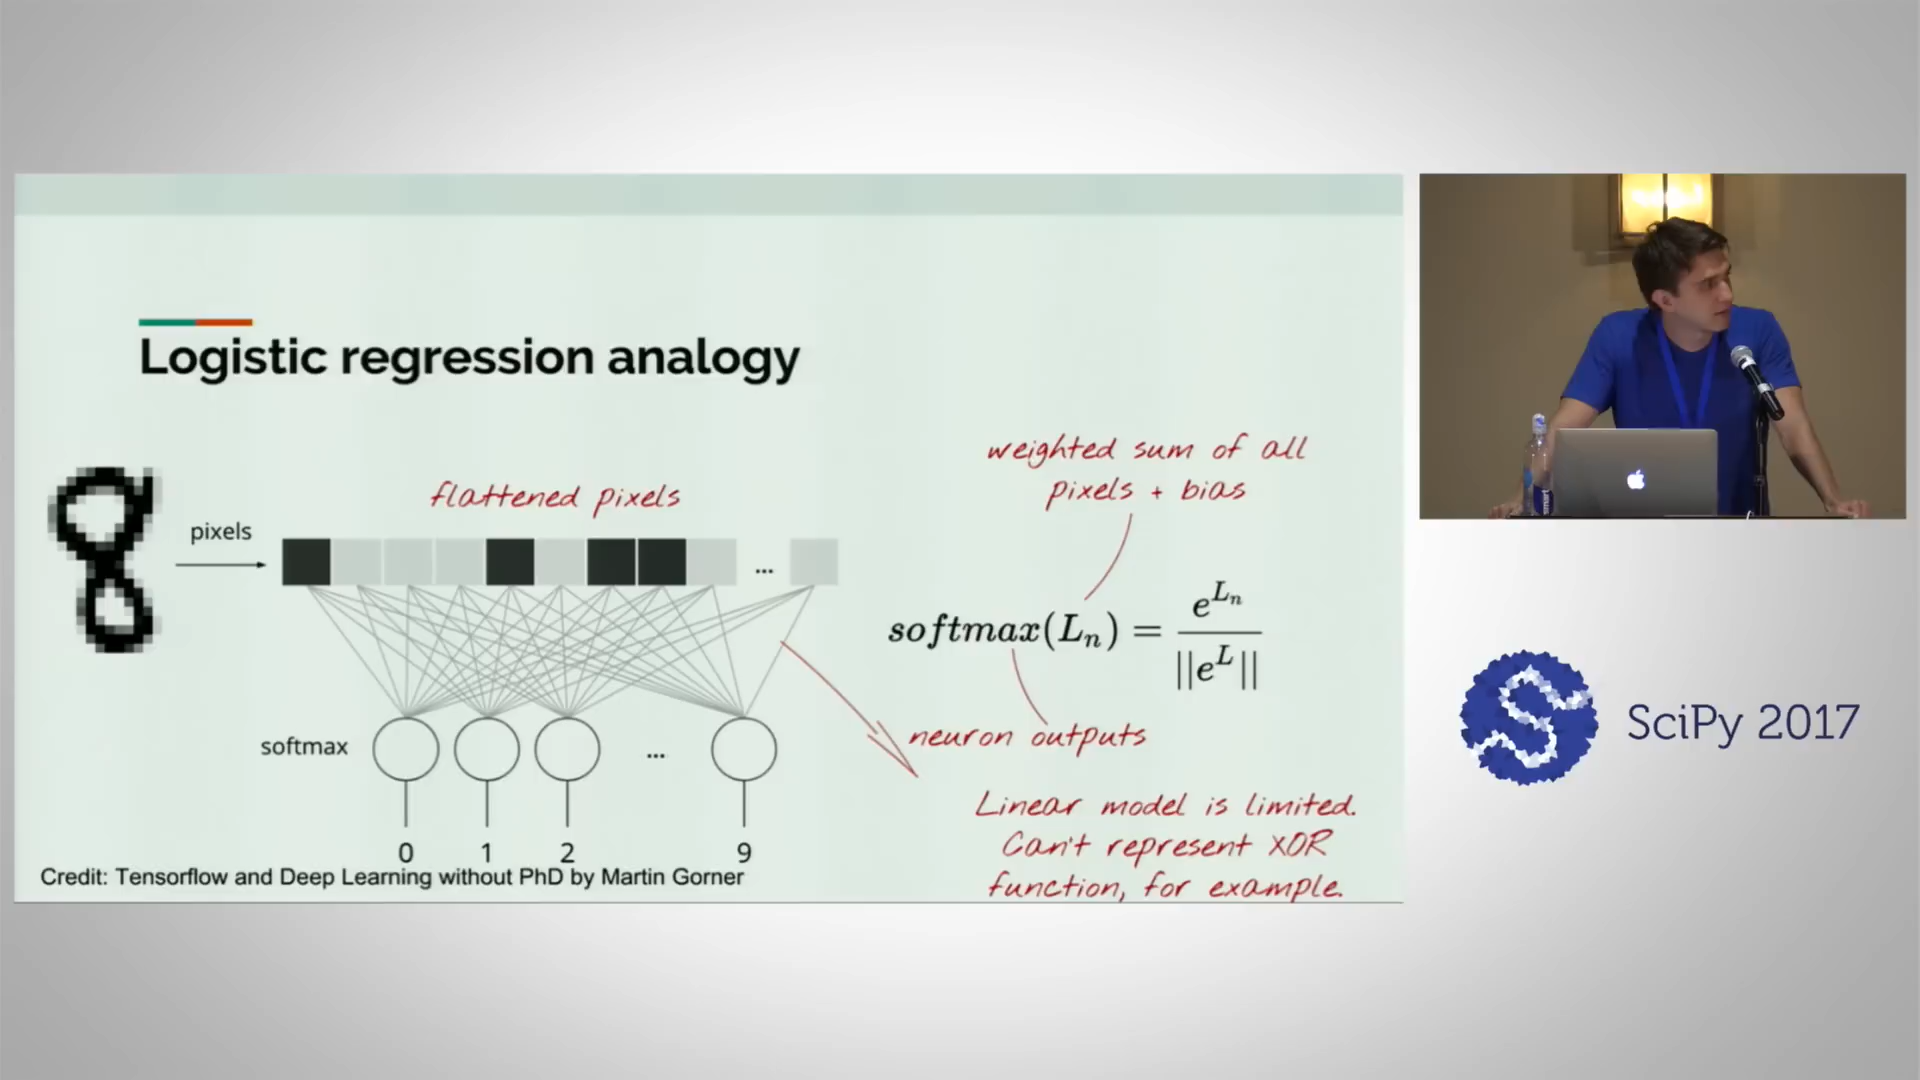 Logistic regression analogy
weighted sum of all
pixels + bias
flattened pixels
pixels
...
softmax(Lₙ) = e^{Lₙ} / ||e^L||
neuron outputs
softmax
...
Linear model is limited.
Can't represent XOR
function, for example.
0 1 2 9
Credit: Tensorflow and Deep Learning without PhD by Martin Gorner
smart
SciPy 2017